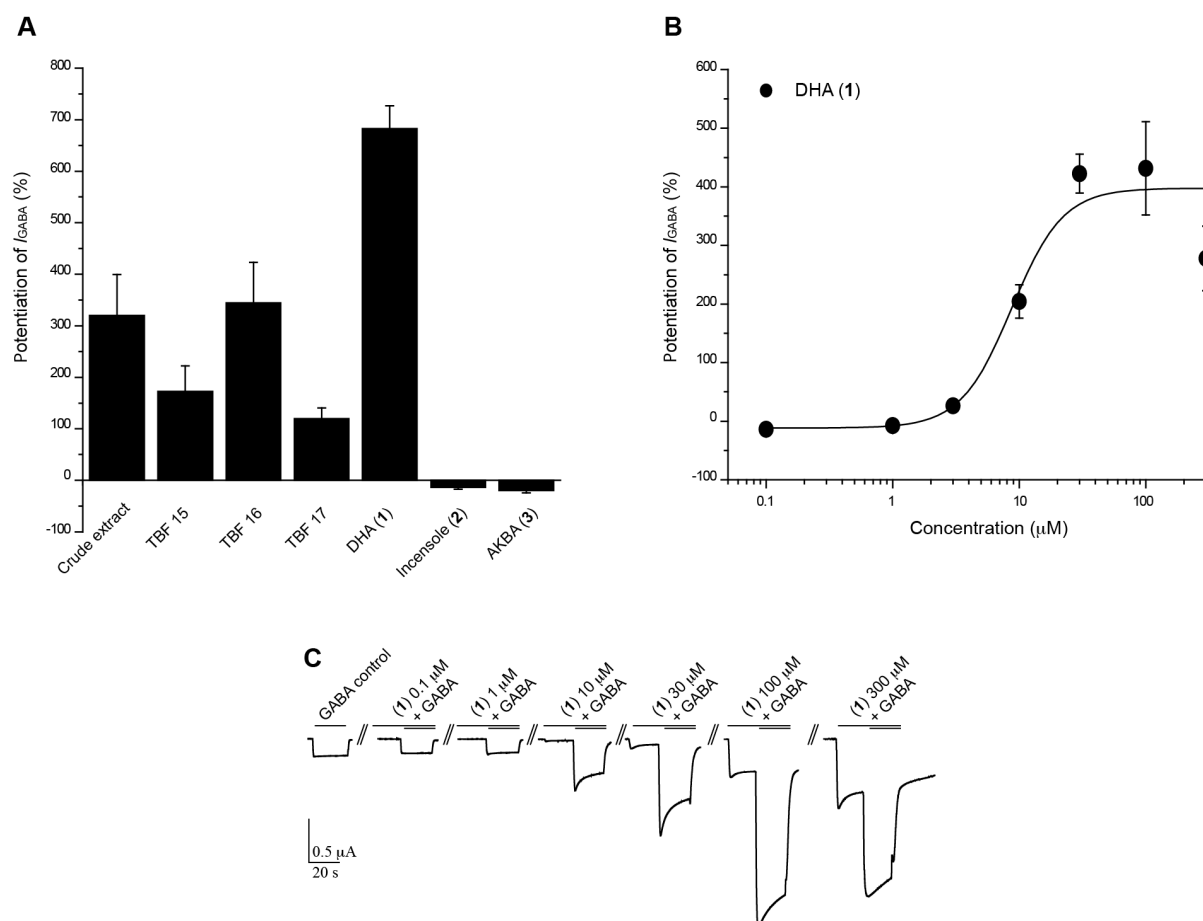 A
800
700
600
500
400
300
200
100
0
-100
Potentiation of IGABA (%)
Crude extract
TBF 15
TBF 16
TBF 17
DHA (1)
Incensole (2)
AKBA (3)
B
600
500
400
300
200
100
0
-100
Potentiation of IGABA (%)
DHA (1)
0.1
1
10
100
Concentration (μM)
C
GABA control
(1) 0.1 μM
+ GABA
(1) 1 μM
+ GABA
(1) 10 μM
+ GABA
(1) 30 μM
+ GABA
(1) 100 μM
+ GABA
(1) 300 μM
+ GABA
0.5 μA
20 s